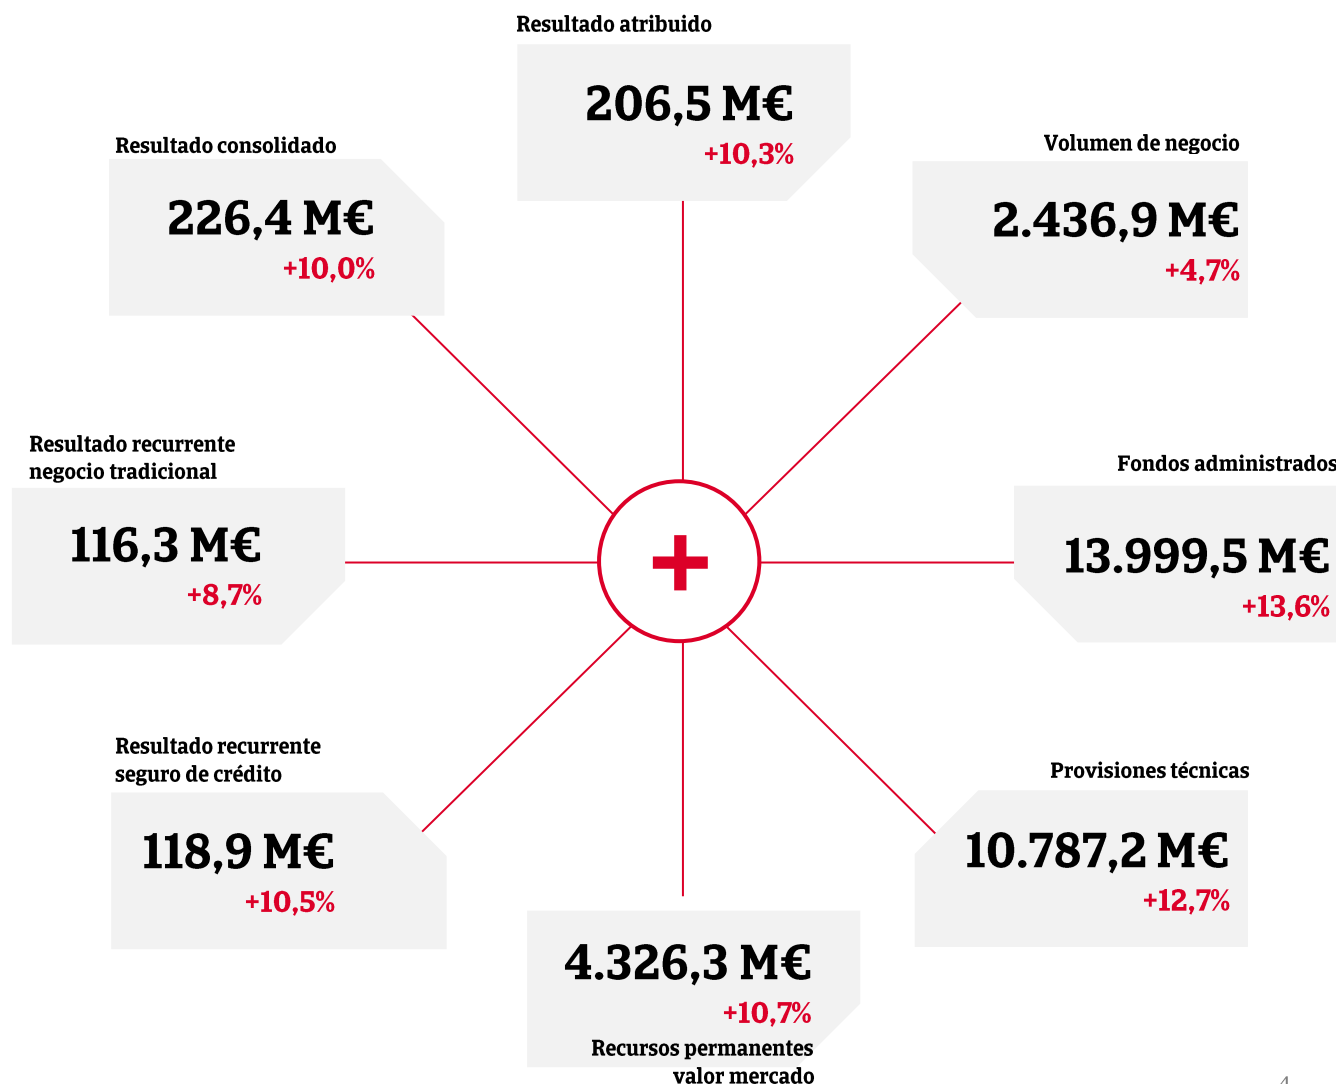 Resultado atribuido
206,5 M€
+10,3%
Resultado consolidado
226,4 M€
+10,0%
Volumen de negocio
2.436,9 M€
+4,7%
Resultado recurrente
negocio tradicional
116,3 M€
+8,7%
Fondos administrados
13.999,5 M€
+13,6%
Resultado recurrente
seguro de crédito
118,9 M€
+10,5%
Provisiones técnicas
10.787,2 M€
+12,7%
4.326,3 M€
+10,7%
Recursos permanentes
valor mercado
4